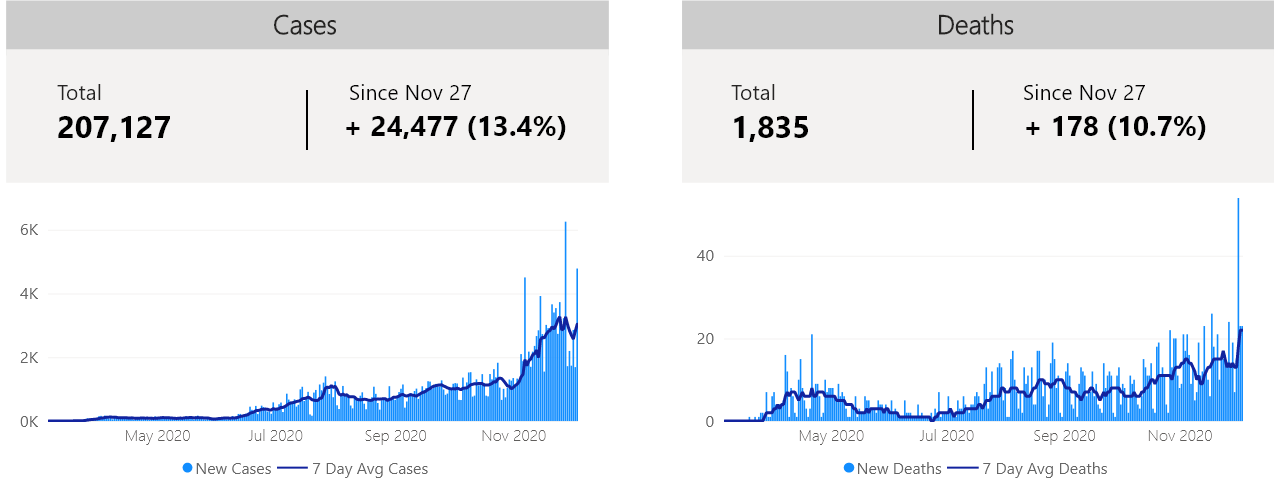 Cases
Total
207,127
Since Nov 27
+ 24,477 (13.4%)
6K
4K
2K
0K
May 2020
Jul 2020
Sep 2020
Nov 2020
New Cases
7 Day Avg Cases
Deaths
Total
1,835
Since Nov 27
+ 178 (10.7%)
40
20
0
May 2020
Jul 2020
Sep 2020
Nov 2020
New Deaths
7 Day Avg Deaths